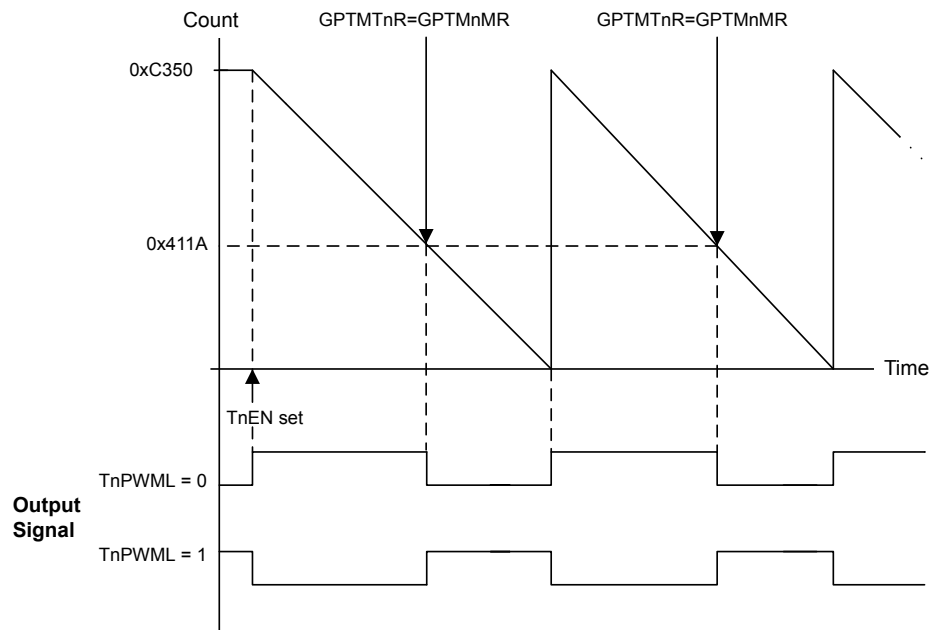 Count
GPTMTnR=GPTMnMR
GPTMTnR=GPTMnMR
0xC350
0x411A
Time
TnEN set
TnPWML = 0
Output
Signal
TnPWML = 1